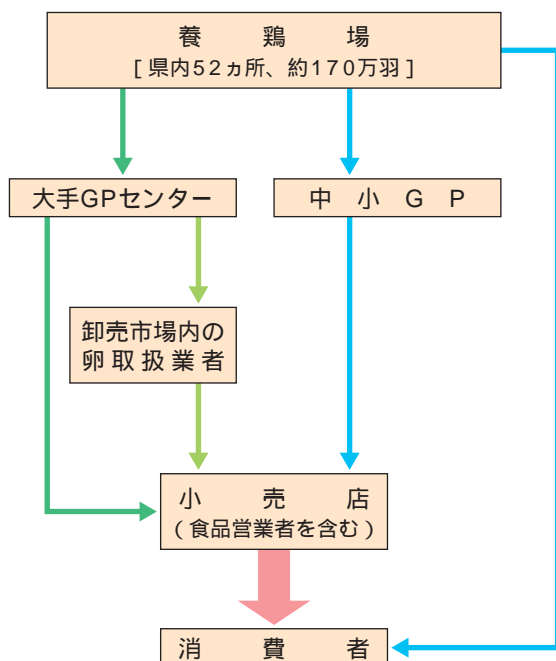 養鶏場
[県内52ヵ所、約170万羽]
大手GPセンター
中小GP
卸売市場内の
卵取扱業者
小売店
(食品営業者を含む)
消費者